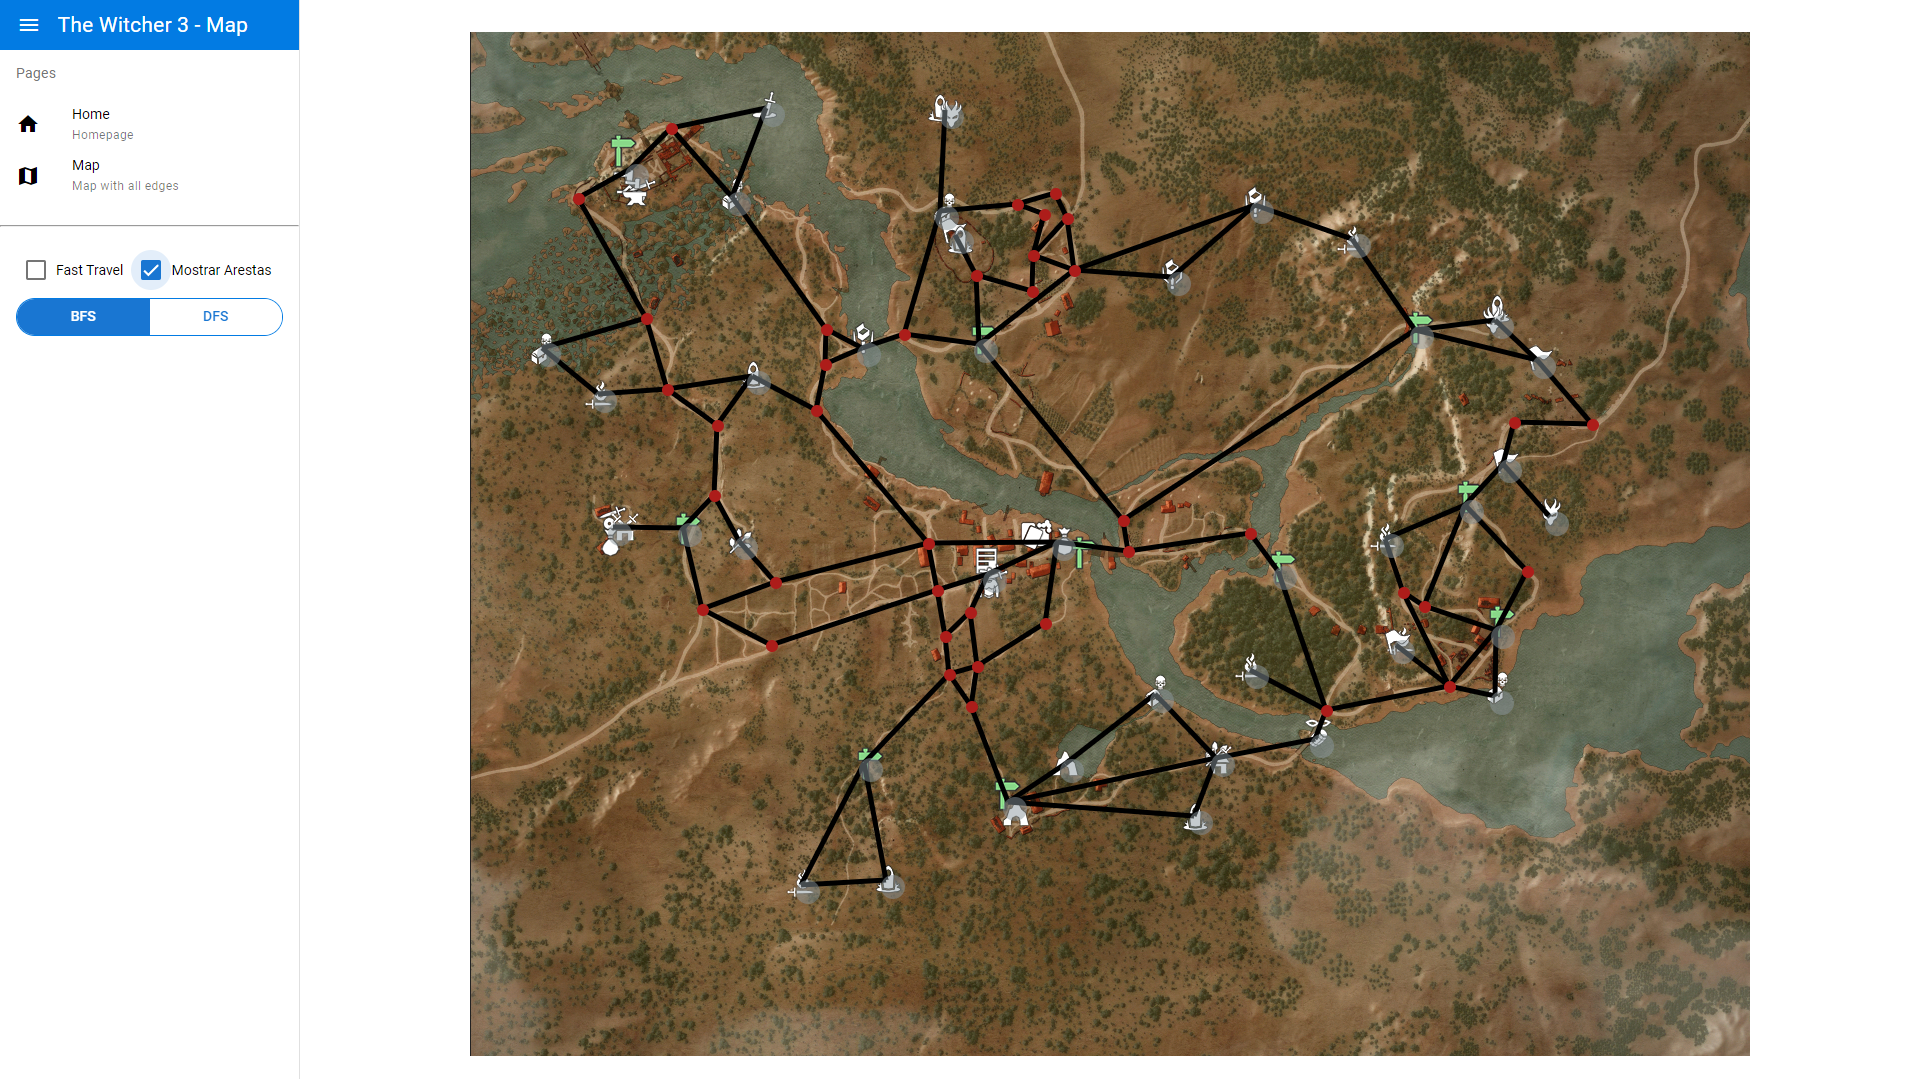 The Witcher 3 - Map
Pages
Home
Homepage
Map
Map with all edges
Fast Travel
Mostrar Arestas
BFS
DFS